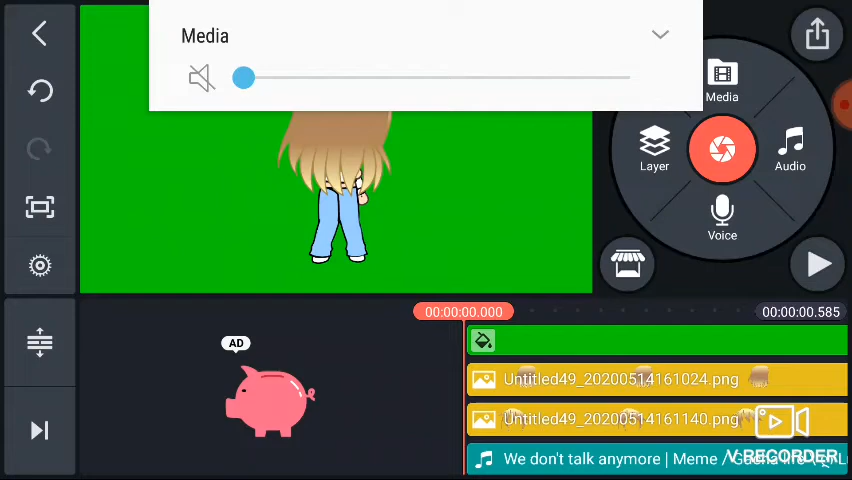 Media
Media
Layer
Audio
Voice
00:00:00.000
00:00:00.585
AD
Untitled49_20200514161024.png
Untitled49_20200514161140.png
We don't talk anymore | Meme /
V RECORDER